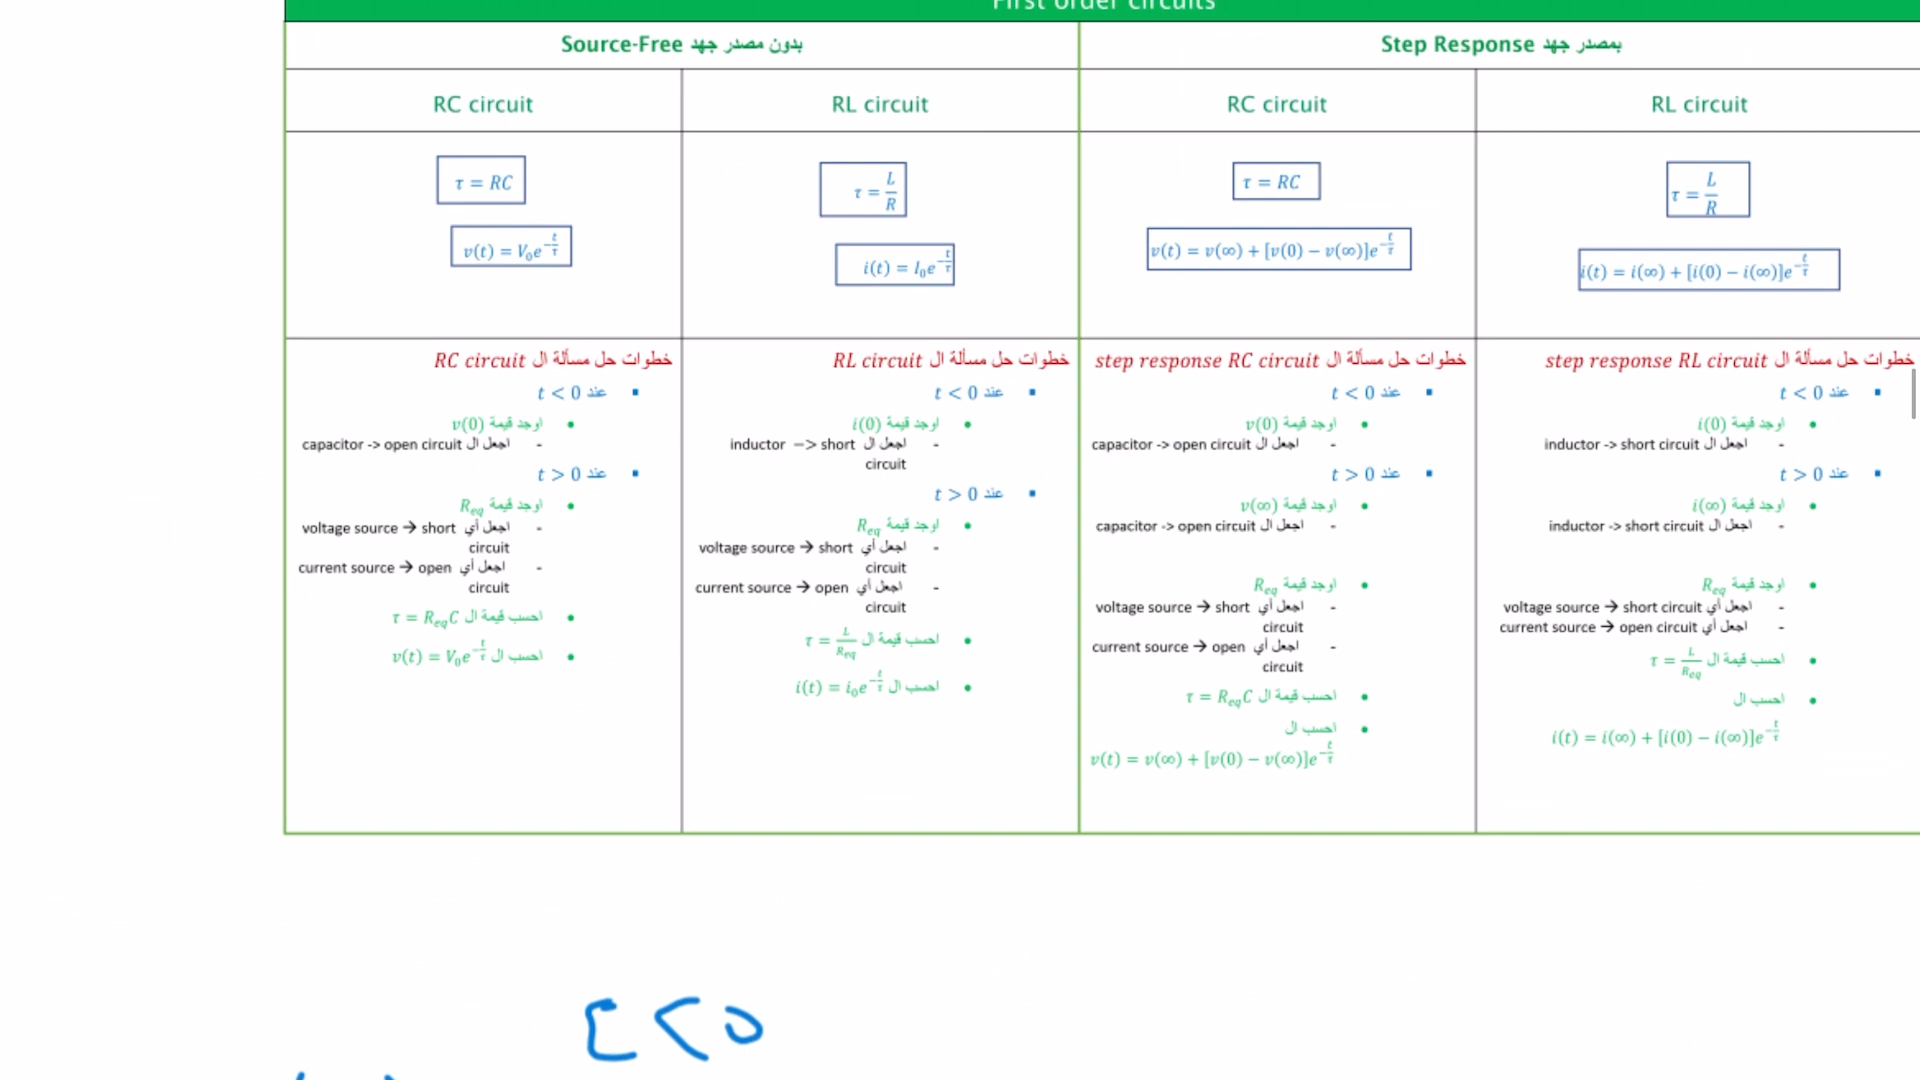 First order circuits
Source-Free بدون مصدر جهد
Step Response بمصدر جهد
RC circuit
RL circuit
RC circuit
RL circuit
τ = RC
v(t) = V₀e^(-t/τ)
τ = L/R
i(t) = I₀e^(-t/τ)
τ = RC
v(t) = v(∞) + [v(0) − v(∞)]e^(-t/τ)
τ = L/R
i(t) = i(∞) + [i(0) − i(∞)]e^(-t/τ)
خطوات حل مسألة ال RC circuit
▪ عند t < 0
• اوجد قيمة v(0)
- اجعل ال capacitor -> open circuit
▪ عند t > 0
• اوجد قيمة R_eq
- اجعل أي voltage source → short
circuit
- اجعل أي current source → open
circuit
• احسب قيمة ال τ = R_eq C
• احسب ال v(t) = V₀e^(-t/τ)
خطوات حل مسألة ال RL circuit
▪ عند t < 0
• اوجد قيمة i(0)
- اجعل ال inductor −> short
circuit
▪ عند t > 0
• اوجد قيمة R_eq
- اجعل أي voltage source → short
circuit
- اجعل أي current source → open
circuit
• احسب قيمة ال τ = L/R_eq
• احسب ال i(t) = i₀e^(-t/τ)
خطوات حل مسألة ال step response RC circuit
▪ عند t < 0
• اوجد قيمة v(0)
- اجعل ال capacitor -> open circuit
▪ عند t > 0
• اوجد قيمة v(∞)
- اجعل ال capacitor -> open circuit
• اوجد قيمة R_eq
- اجعل أي voltage source → short
circuit
- اجعل أي current source → open
circuit
• احسب قيمة ال τ = R_eq C
• احسب ال
v(t) = v(∞) + [v(0) − v(∞)]e^(-t/τ)
خطوات حل مسألة ال step response RL circuit
▪ عند t < 0
• اوجد قيمة i(0)
- اجعل ال inductor -> short circuit
▪ عند t > 0
• اوجد قيمة i(∞)
- اجعل ال inductor -> short circuit
• اوجد قيمة R_eq
- اجعل أي voltage source → short circuit
- اجعل أي current source → open circuit
• احسب قيمة ال τ = L/R_eq
• احسب ال
i(t) = i(∞) + [i(0) − i(∞)]e^(-t/τ)
t < 0